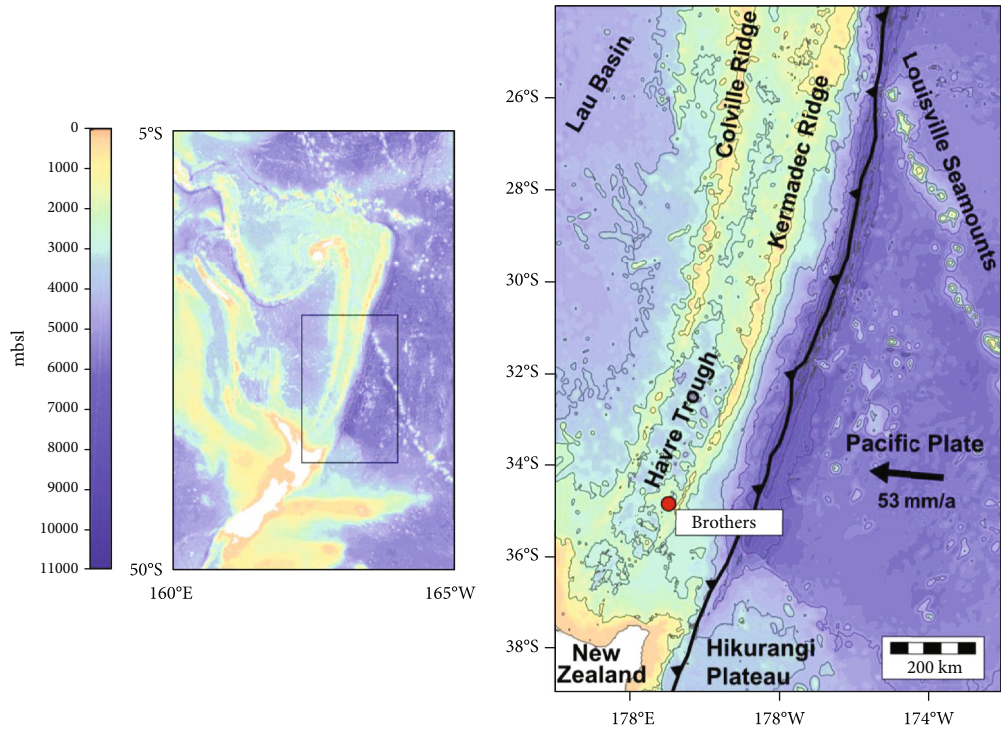 0
1000
2000
3000
4000
5000
6000
7000
8000
9000
10000
11000
mbsl
5°S
50°S
160°E
165°W
26°S
28°S
30°S
32°S
34°S
36°S
38°S
178°E
178°W
174°W
Lau Basin
Colville Ridge
Kermadec Ridge
Louisville Seamounts
Havre Trough
Pacific Plate
53 mm/a
Brothers
New
Zealand
Hikurangi
Plateau
200 km